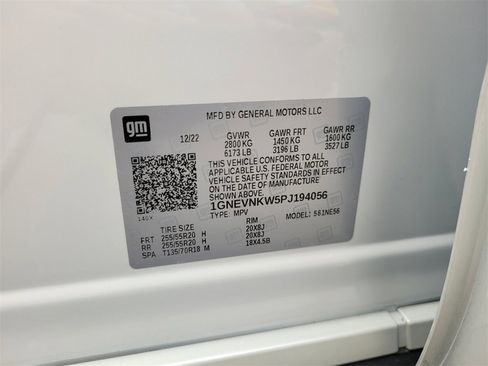 MFD BY GENERAL MOTORS LLC
gm
12/22 GVWR GAWR FRT GAWR RR
2800 KG 1450 KG 1600 KG
6173 LB 3196 LB 3527 LB
THIS VEHICLE CONFORMS TO ALL
APPLICABLE U.S. FEDERAL MOTOR
VEHICLE SAFETY STANDARDS IN EFFECT
ON THE DATE OF MANUFACTURE
SHOWN ABOVE.
1GNEVNKW5PJ194056
TYPE: MPV MODEL: 561NE56
TIRE SIZE RIM
FRT 255/55R20 H 20X8J
RR 255/55R20 H 20X8J
SPA T135/70R18 M 18X4.5B